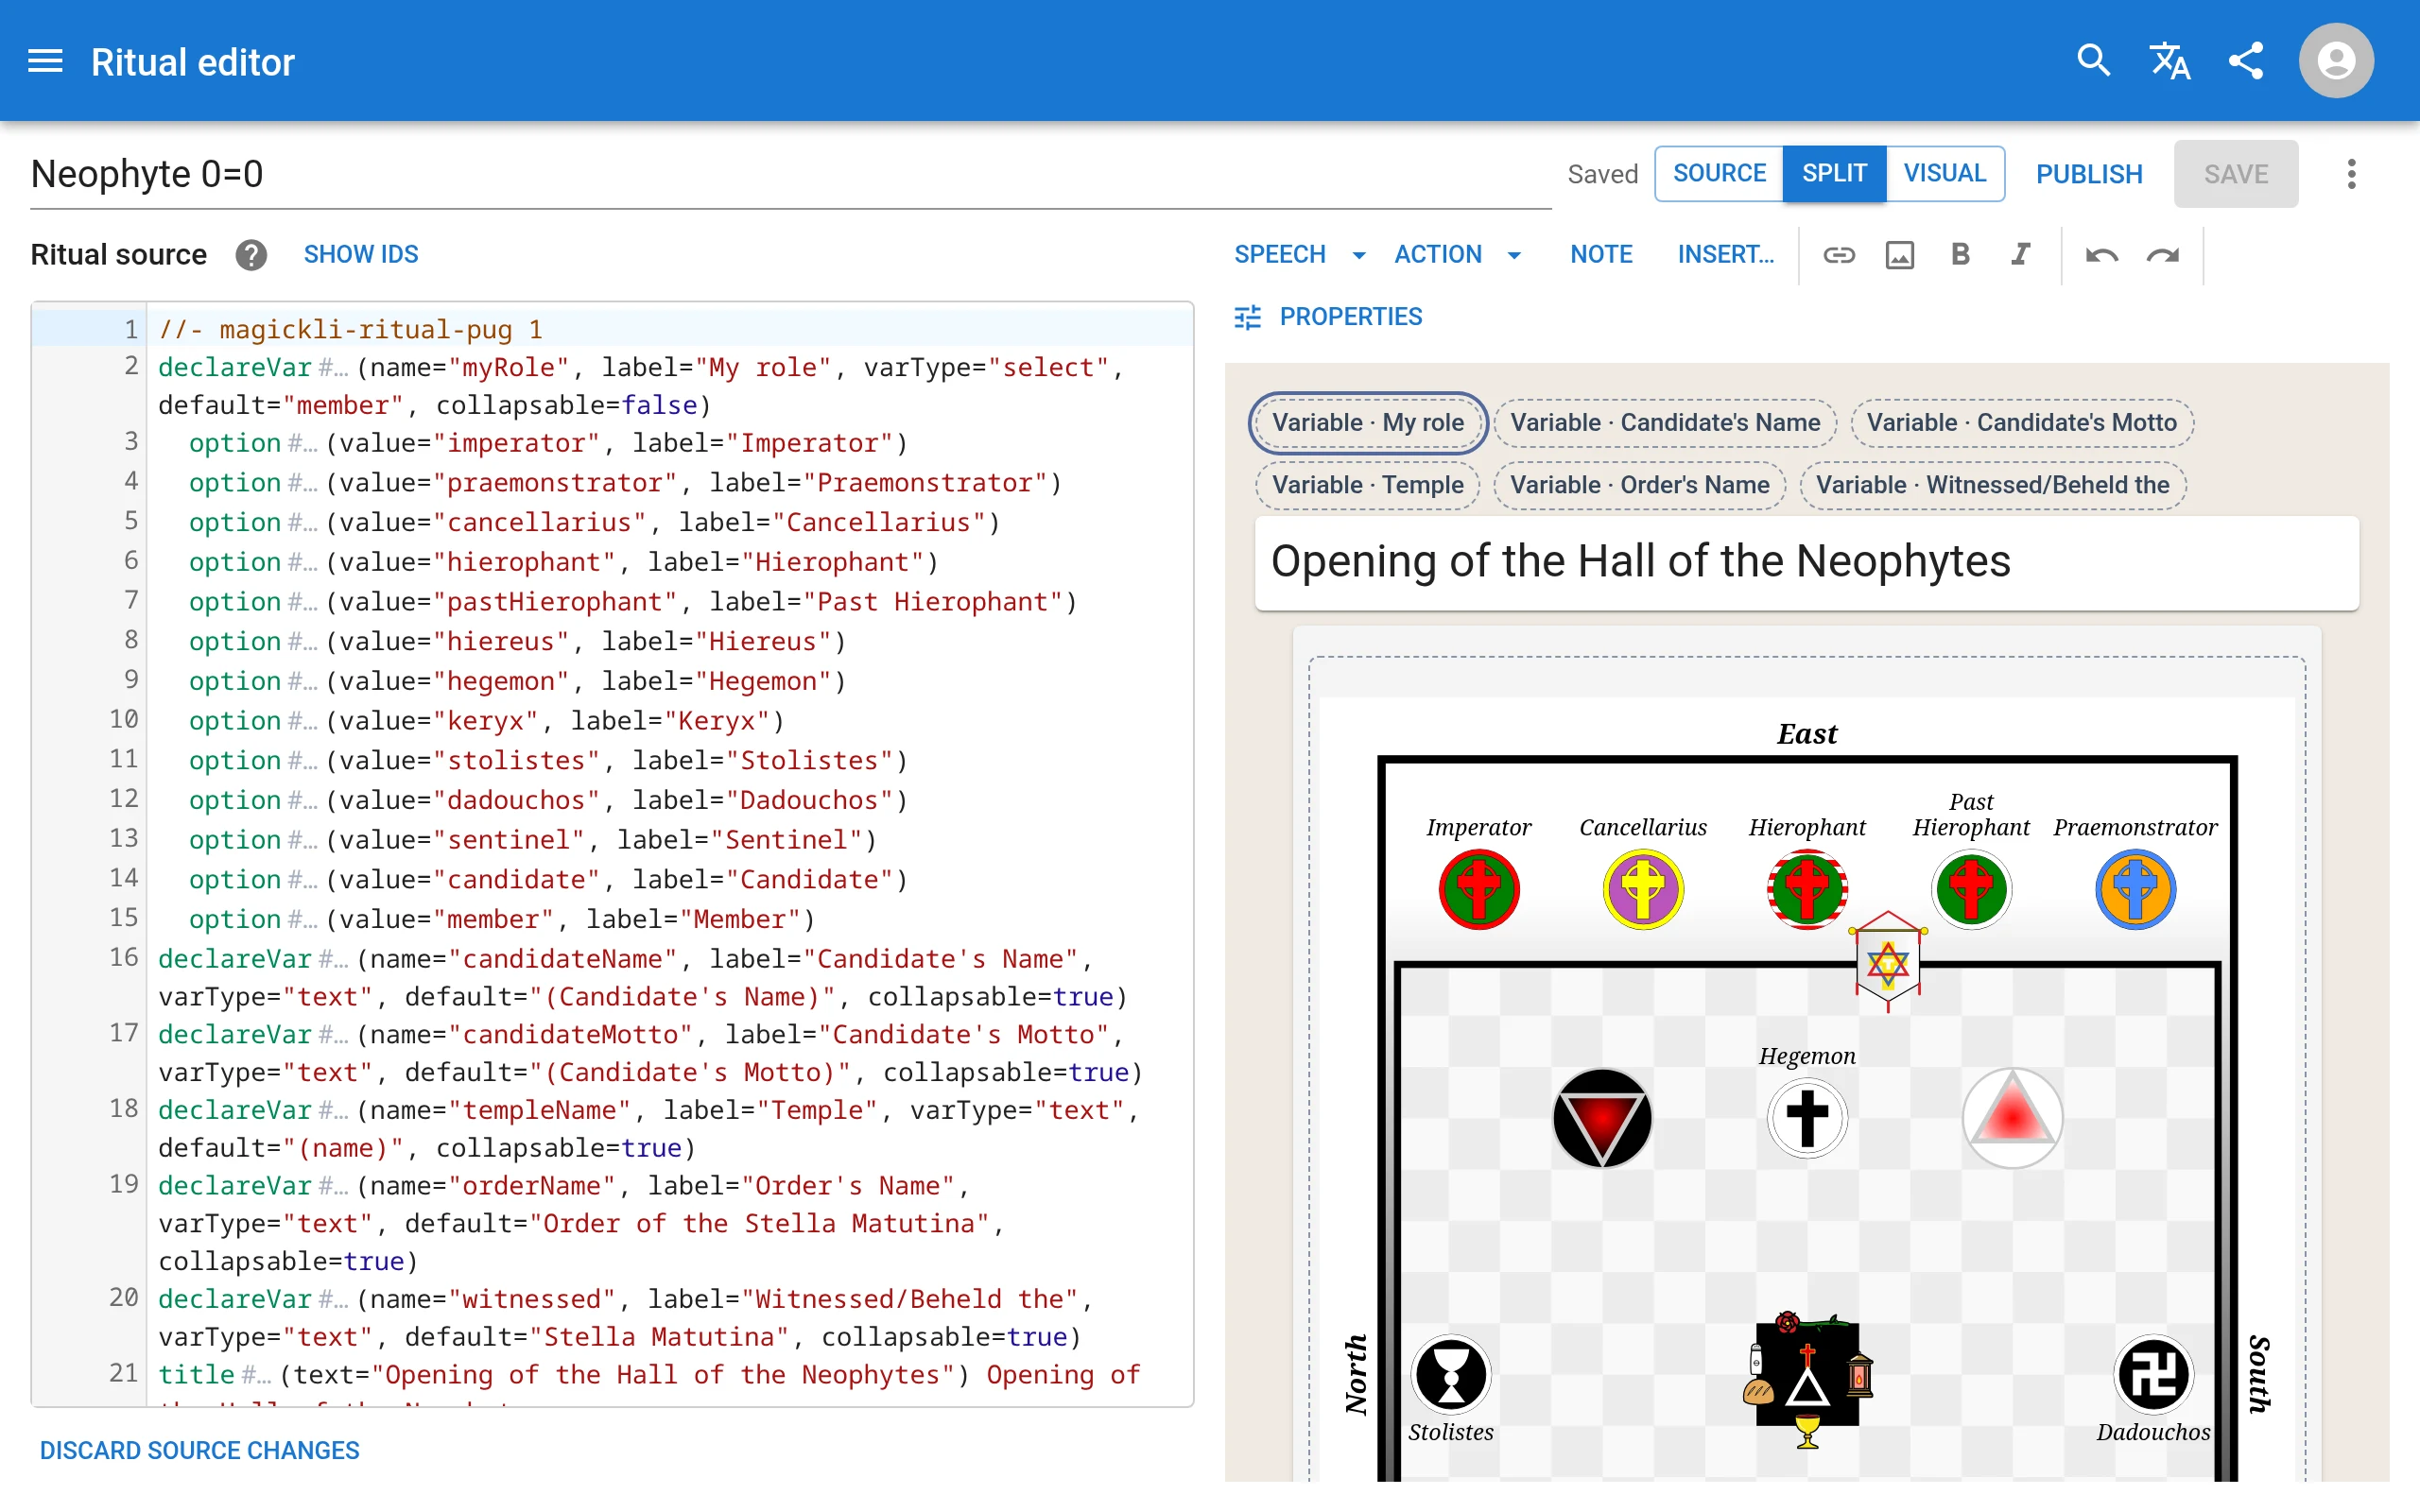 Ritual editor
Neophyte 0=0
Saved
SOURCE
SPLIT
VISUAL
PUBLISH
SAVE
Ritual source
?
SHOW IDS
SPEECH
ACTION
NOTE
INSERT...
B
I
PROPERTIES
1 //- magickli-ritual-pug 1
2 declareVar #… (name="myRole", label="My role", varType="select",
default="member", collapsable=false)
3 option #… (value="imperator", label="Imperator")
4 option #… (value="praemonstrator", label="Praemonstrator")
5 option #… (value="cancellarius", label="Cancellarius")
6 option #… (value="hierophant", label="Hierophant")
7 option #… (value="pastHierophant", label="Past Hierophant")
8 option #… (value="hiereus", label="Hiereus")
9 option #… (value="hegemon", label="Hegemon")
10 option #… (value="keryx", label="Keryx")
11 option #… (value="stolistes", label="Stolistes")
12 option #… (value="dadouchos", label="Dadouchos")
13 option #… (value="sentinel", label="Sentinel")
14 option #… (value="candidate", label="Candidate")
15 option #… (value="member", label="Member")
16 declareVar #… (name="candidateName", label="Candidate's Name",
varType="text", default="(Candidate's Name)", collapsable=true)
17 declareVar #… (name="candidateMotto", label="Candidate's Motto",
varType="text", default="(Candidate's Motto)", collapsable=true)
18 declareVar #… (name="templeName", label="Temple", varType="text",
default="(name)", collapsable=true)
19 declareVar #… (name="orderName", label="Order's Name",
varType="text", default="Order of the Stella Matutina",
collapsable=true)
20 declareVar #… (name="witnessed", label="Witnessed/Beheld the",
varType="text", default="Stella Matutina", collapsable=true)
21 title #… (text="Opening of the Hall of the Neophytes") Opening of
DISCARD SOURCE CHANGES
Variable · My role
Variable · Candidate's Name
Variable · Candidate's Motto
Variable · Temple
Variable · Order's Name
Variable · Witnessed/Beheld the
Opening of the Hall of the Neophytes
East
Imperator
Cancellarius
Hierophant
Past
Hierophant
Praemonstrator
Hegemon
North
South
Stolistes
Dadouchos